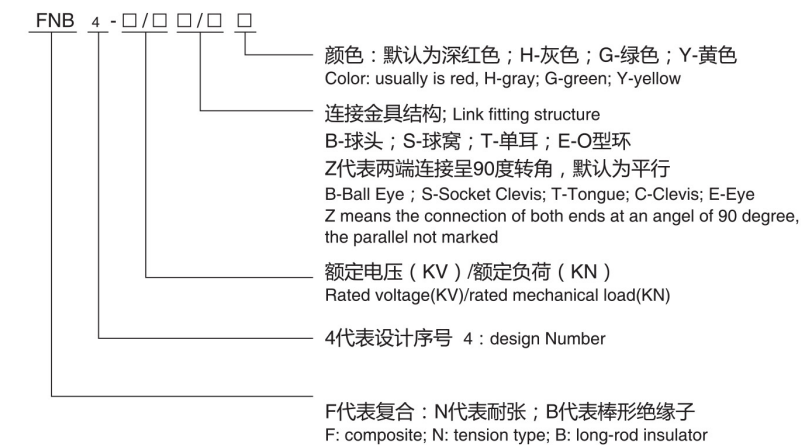 FNB 4-□/□ □/□ □
颜色：默认为深红色；H-灰色；G-绿色；Y-黄色
Color: usually is red, H-gray; G-green; Y-yellow
连接金具结构; Link fitting structure
B-球头；S-球窝；T-单耳；E-O型环
Z代表两端连接呈90度转角，默认为平行
B-Ball Eye；S-Socket Clevis; T-Tongue; C-Clevis; E-Eye
Z means the connection of both ends at an angel of 90 degree,
the parallel not marked
额定电压（KV）/额定负荷（KN）
Rated voltage(KV)/rated mechanical load(KN)
4代表设计序号 4：design Number
F代表复合：N代表耐张；B代表棒形绝缘子
F: composite; N: tension type; B: long-rod insulator